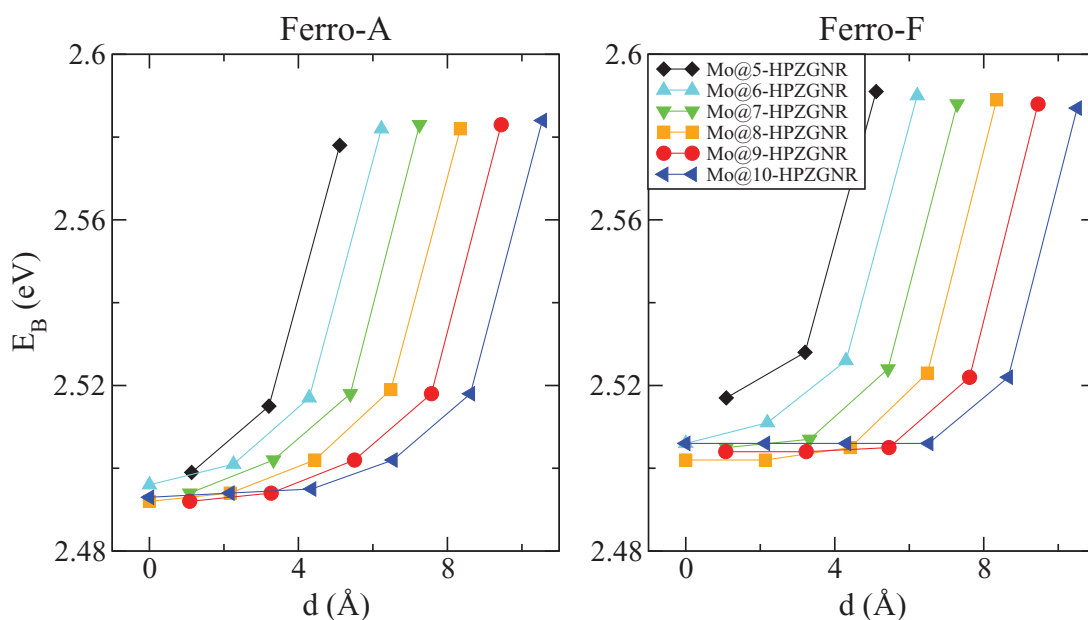 Ferro-A
Ferro-F
2.6
2.56
2.52
2.48
E_B (eV)
0
4
8
d (Å)
2.6
2.56
2.52
2.48
Mo@5-HPZGNR
Mo@6-HPZGNR
Mo@7-HPZGNR
Mo@8-HPZGNR
Mo@9-HPZGNR
Mo@10-HPZGNR
0
4
8
d (Å)